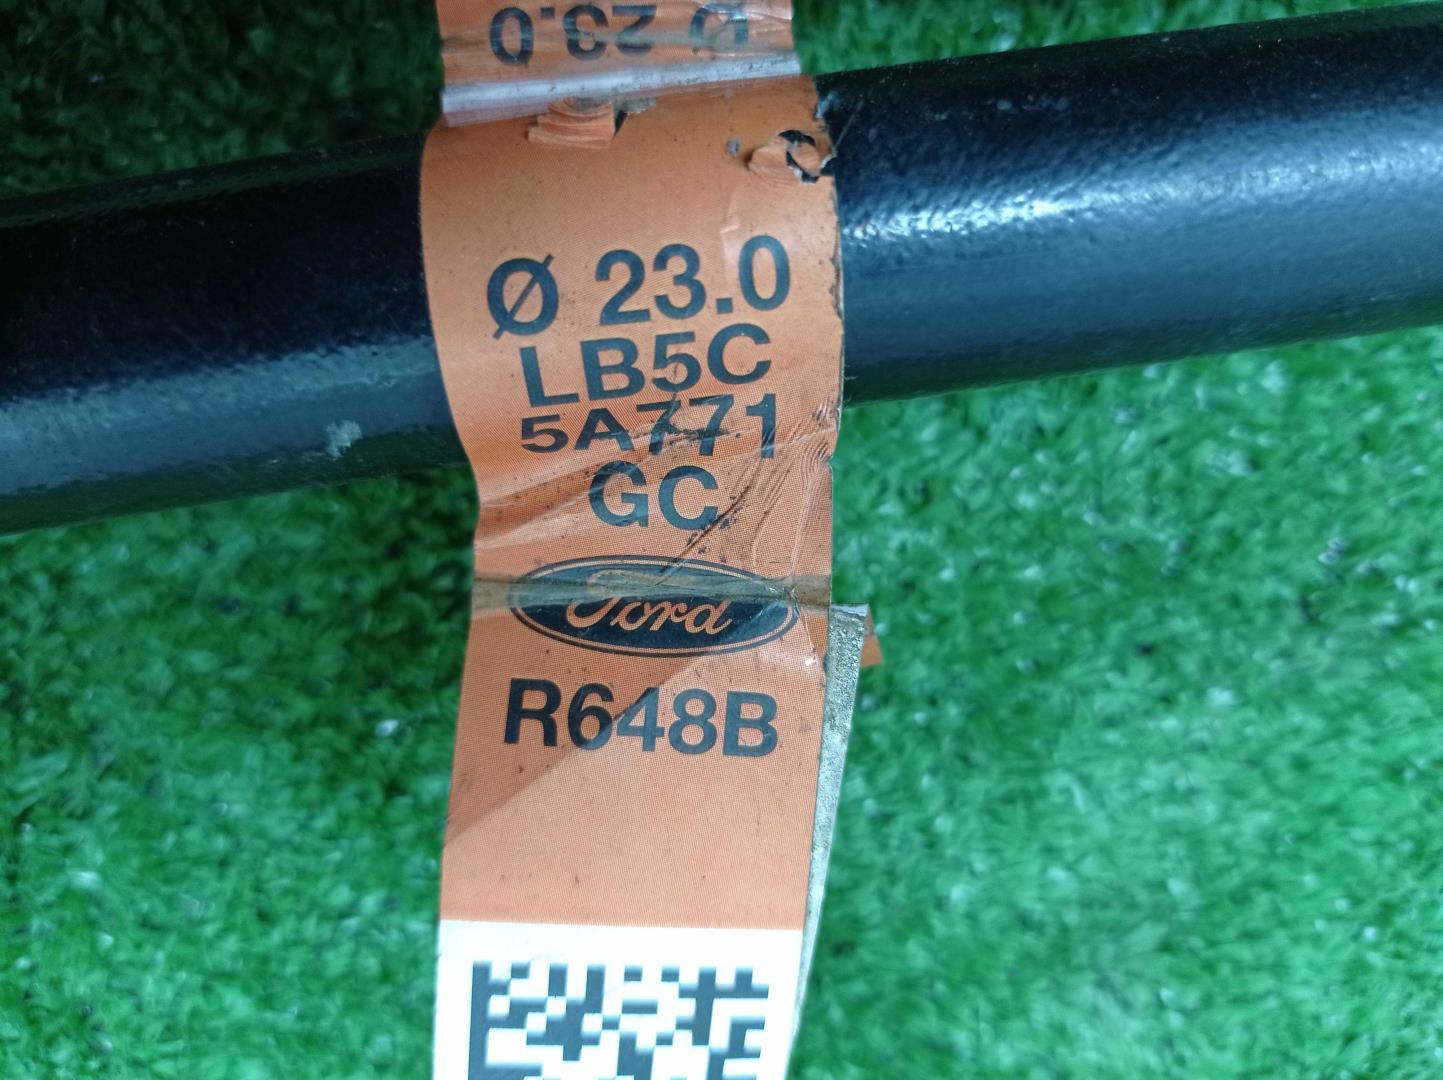 Ø 23.0
Ø 23.0
LB5C
5A771
GC
Ford
R648B